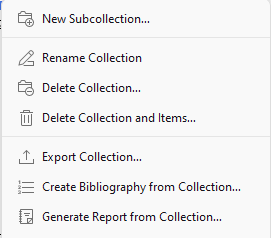 New Subcollection...
Rename Collection
Delete Collection...
Delete Collection and Items...
Export Collection...
Create Bibliography from Collection...
Generate Report from Collection...